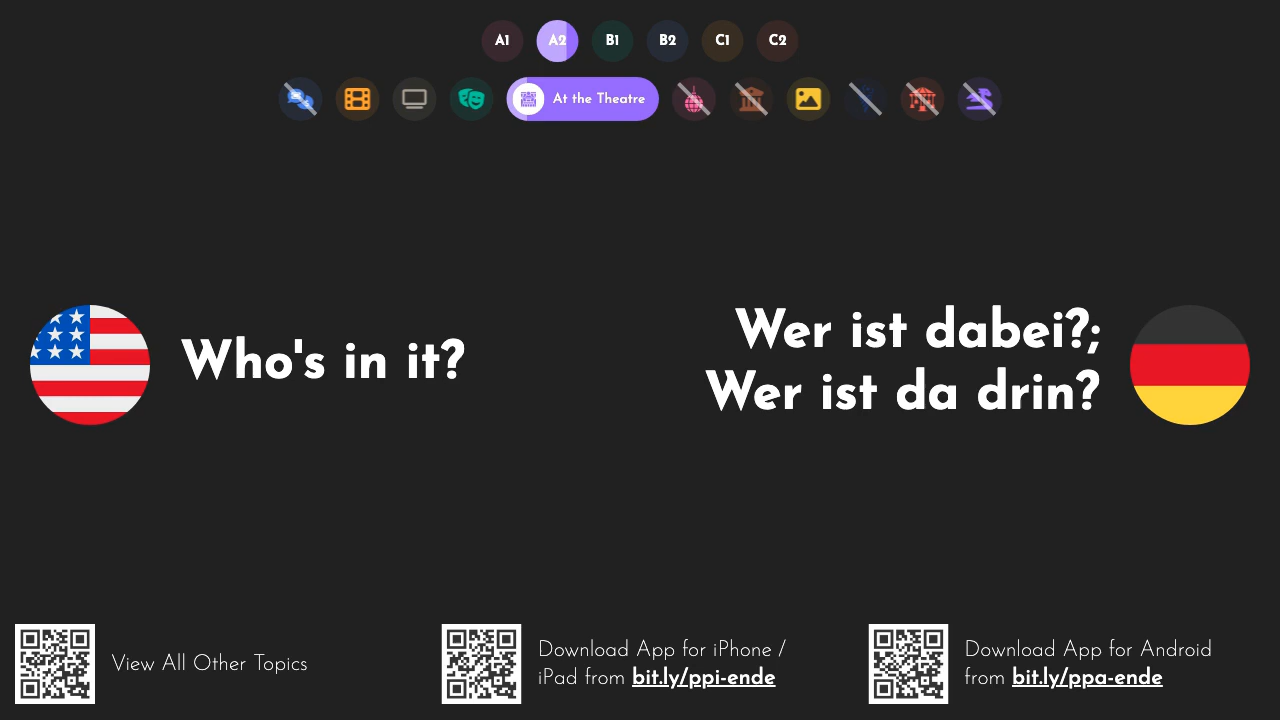 A1 A2 B1 B2 C1 C2
At the Theatre
Who's in it?
Wer ist dabei?;
Wer ist da drin?
View All Other Topics
Download App for iPhone /
iPad from bit.ly/ppi-ende
Download App for Android
from bit.ly/ppa-ende